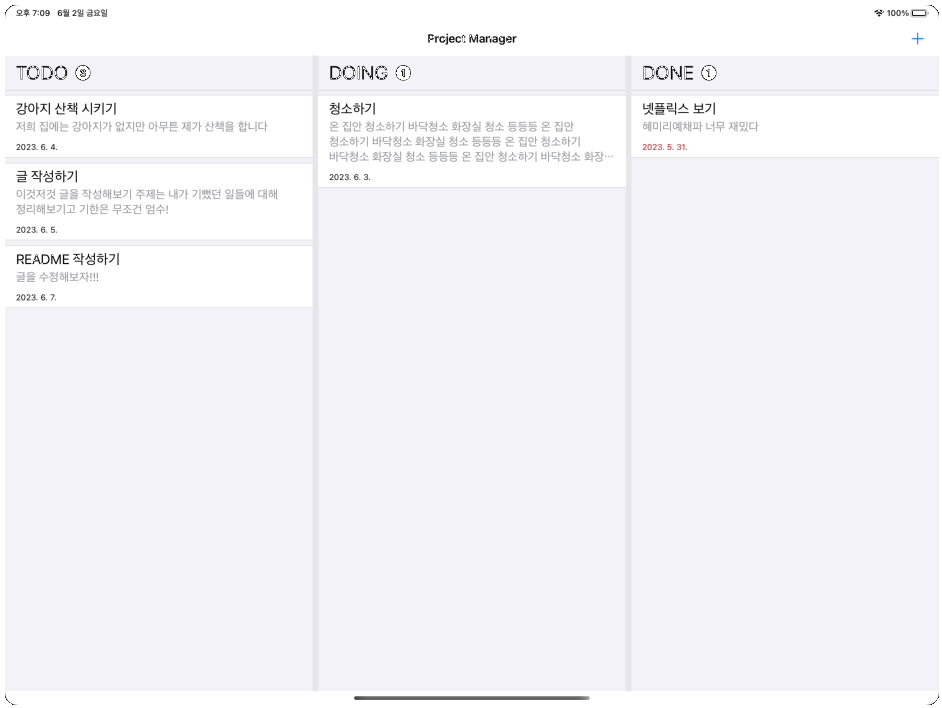 오후 7:09 6월 2일 금요일
100%
Project Manager
TODO 3
강아지 산책 시키기
저희 집에는 강아지가 없지만 아무튼 제가 산책을 합니다
2023. 6. 4.
글 작성하기
이것저것 글을 작성해보기 주제는 내가 기뻤던 일들에 대해
정리해보기고 기한은 무조건 엄수!
2023. 6. 5.
README 작성하기
글을 수정해보자!!!
2023. 6. 7.
DOING 1
청소하기
온 집안 청소하기 바닥청소 화장실 청소 등등등 온 집안
청소하기 바닥청소 화장실 청소 등등등 온 집안 청소하기
바닥청소 화장실 청소 등등등 온 집안 청소하기 바닥청소 화장…
2023. 6. 3.
DONE 1
넷플릭스 보기
혜미리예채파 너무 재밌다
2023. 5. 31.